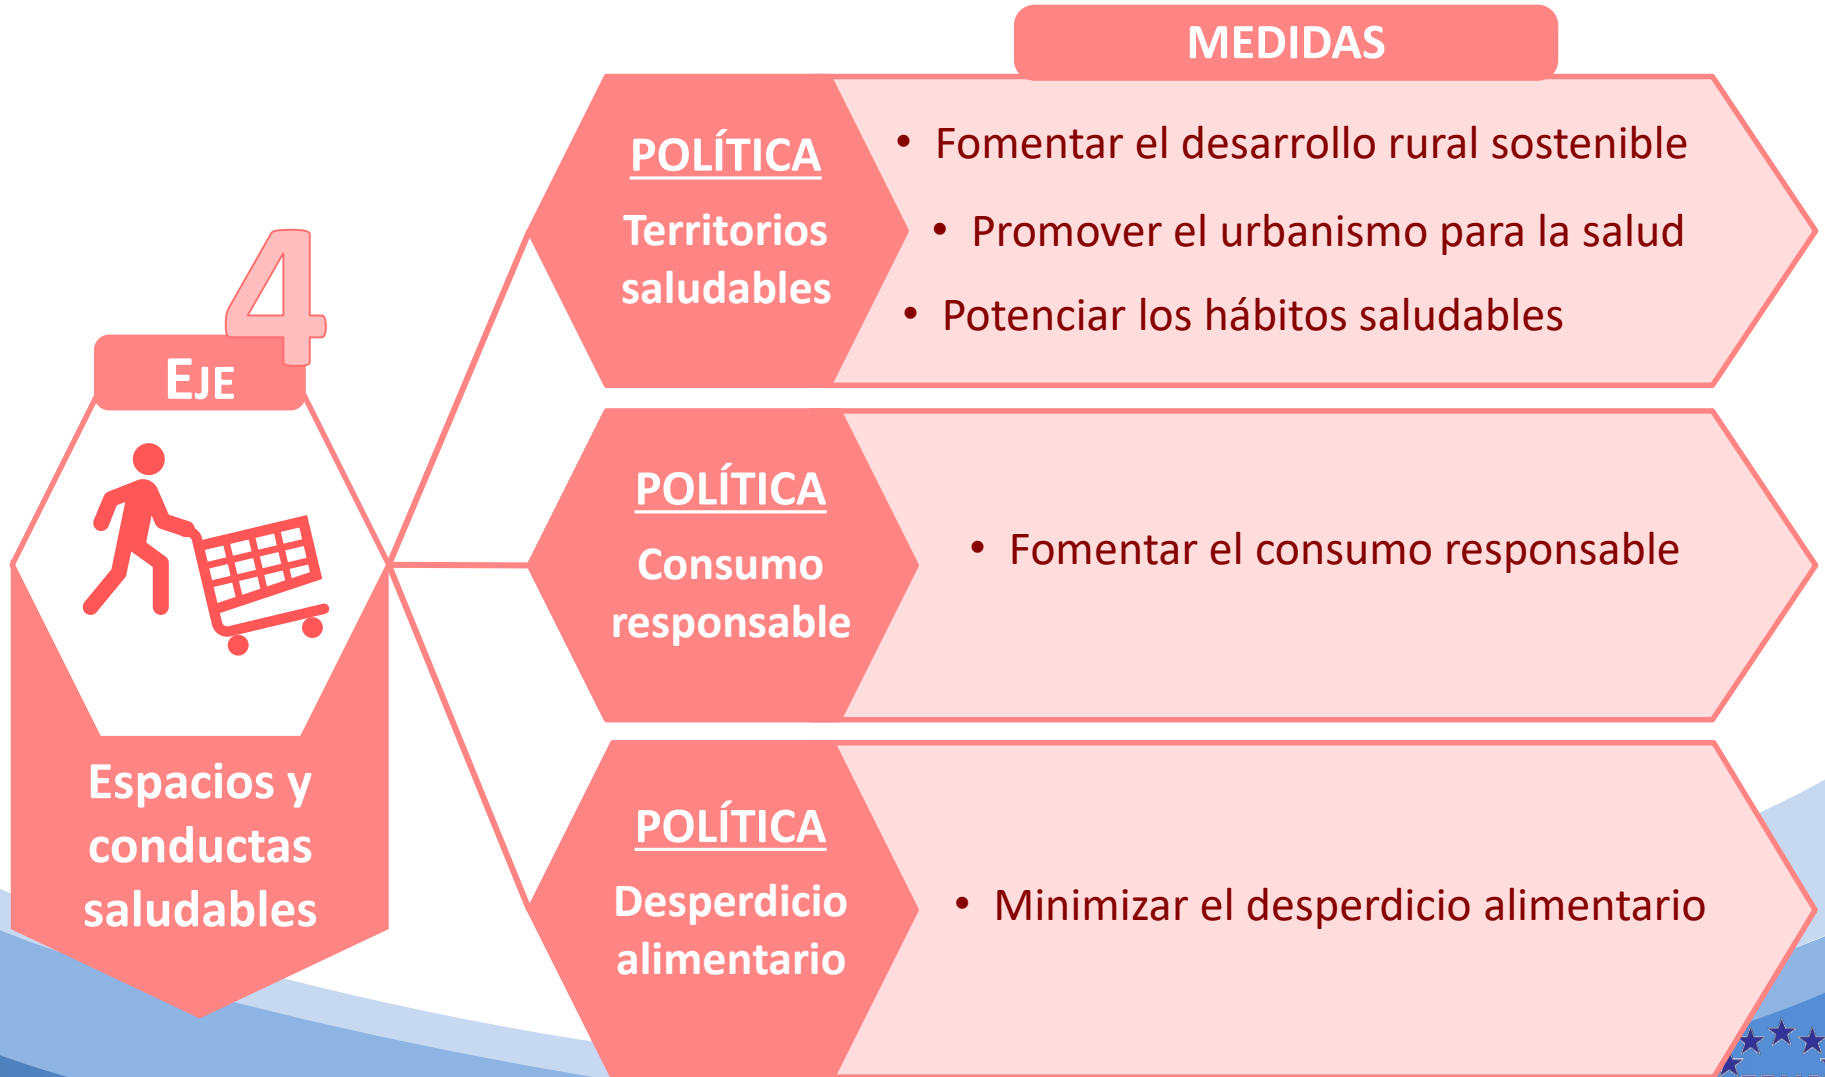 MEDIDAS
POLÍTICA
Territorios
saludables
• Fomentar el desarrollo rural sostenible
• Promover el urbanismo para la salud
• Potenciar los hábitos saludables
4
EJE
Espacios y
conductas
saludables
POLÍTICA
Consumo
responsable
• Fomentar el consumo responsable
POLÍTICA
Desperdicio
alimentario
• Minimizar el desperdicio alimentario